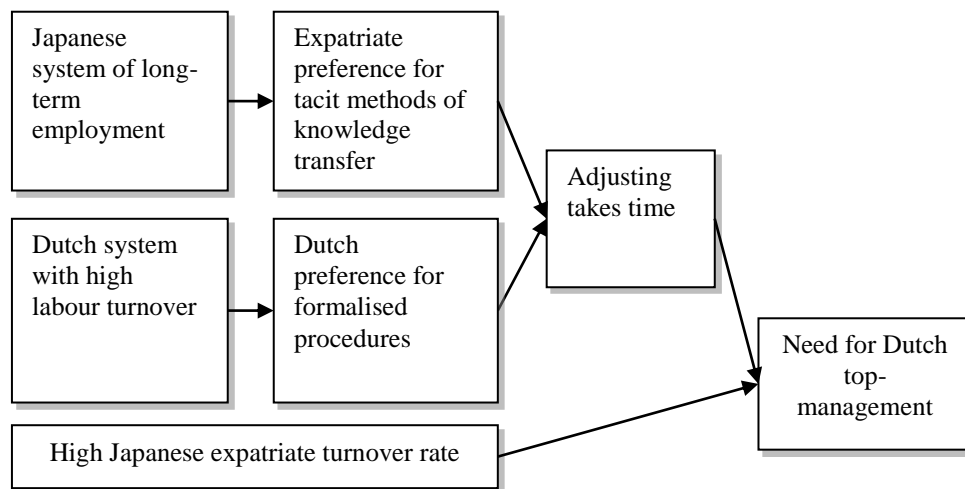 Japanese
system of long-
term
employment
Expatriate
preference for
tacit methods of
knowledge
transfer
Adjusting
takes time
Dutch system
with high
labour turnover
Dutch
preference for
formalised
procedures
Need for Dutch
top-
management
High Japanese expatriate turnover rate